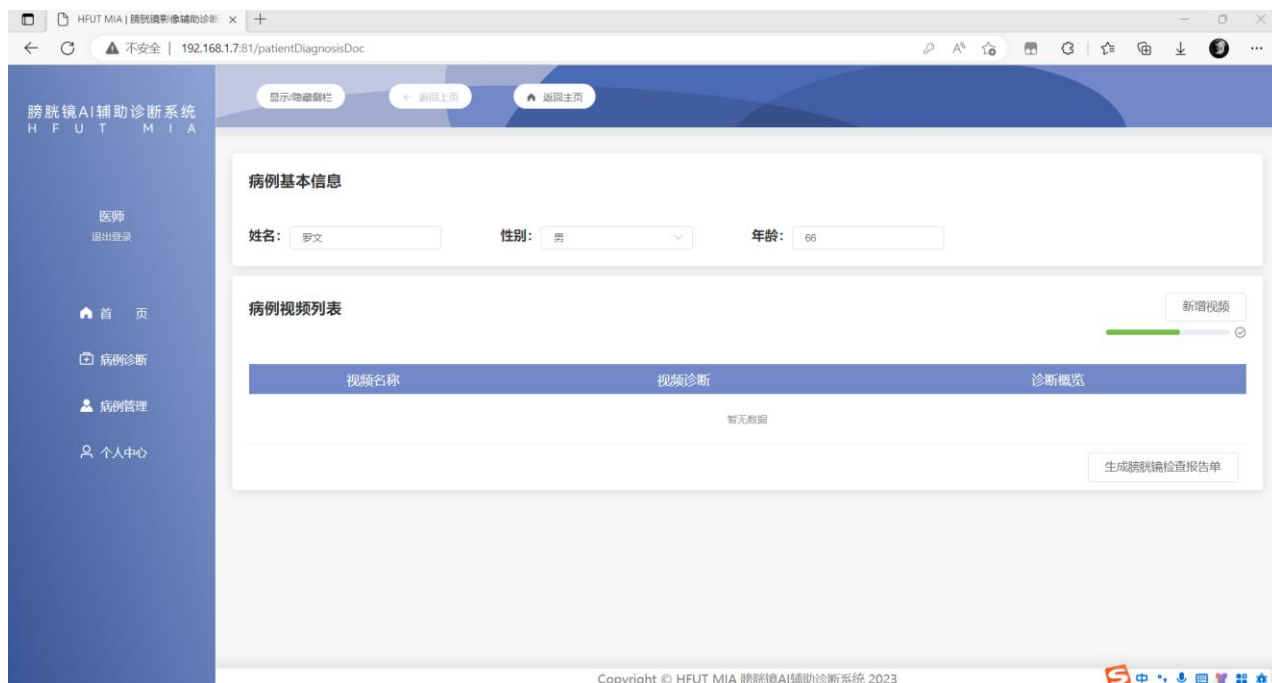 HFUT MIA | 膀胱镜影像辅助诊断
不安全 | 192.168.1.7:81/patientDiagnosisDoc
膀胱镜AI辅助诊断系统
HFUT MIA
显示/隐藏侧栏
返回上页
返回主页
医师
退出登录
首 页
病例诊断
病例管理
个人中心
病例基本信息
姓名: 罗文 性别: 男 年龄: 66
病例视频列表
新增视频
视频名称 视频诊断 诊断概览
暂无数据
生成膀胱镜检查报告单
Copyright © HFUT MIA 膀胱镜AI辅助诊断系统 2023
中